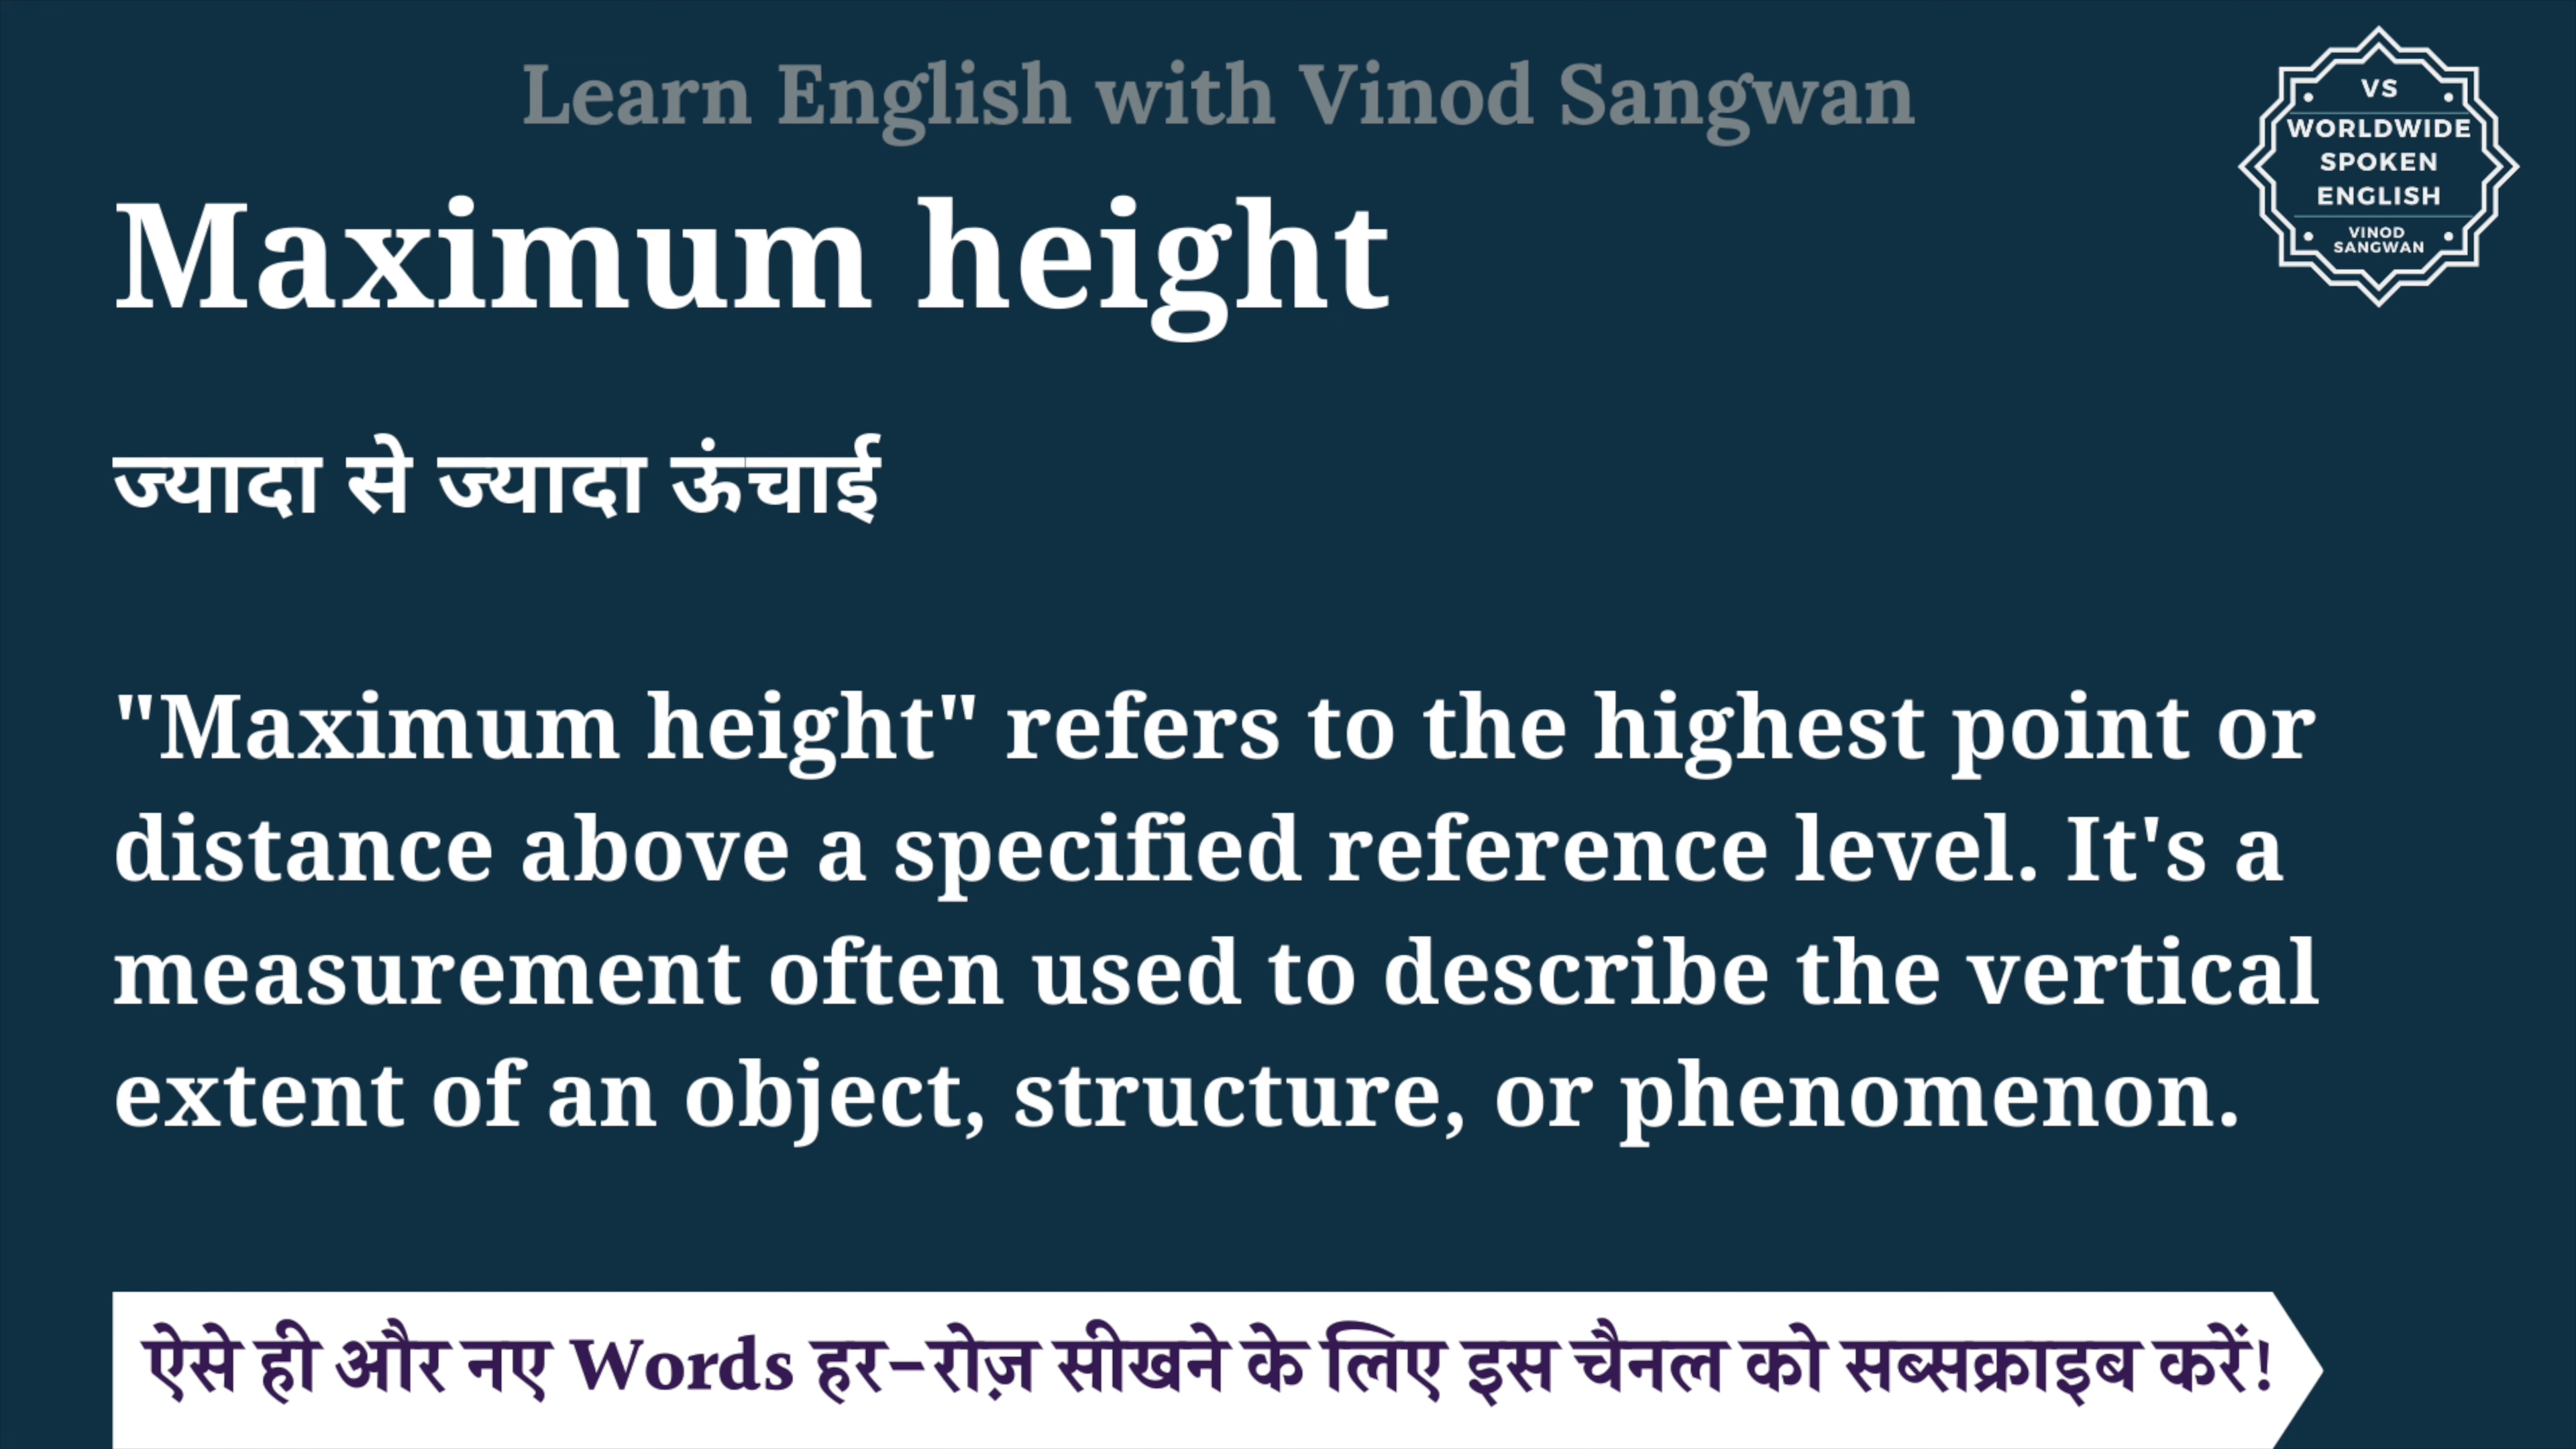 Learn English with Vinod Sangwan
VS
WORLDWIDE
SPOKEN
ENGLISH
VINOD
SANGWAN
Maximum height
ज्यादा से ज्यादा ऊंचाई
"Maximum height" refers to the highest point or
distance above a specified reference level. It's a
measurement often used to describe the vertical
extent of an object, structure, or phenomenon.
ऐसे ही और नए Words हर-रोज़ सीखने के लिए इस चैनल को सब्सक्राइब करें!